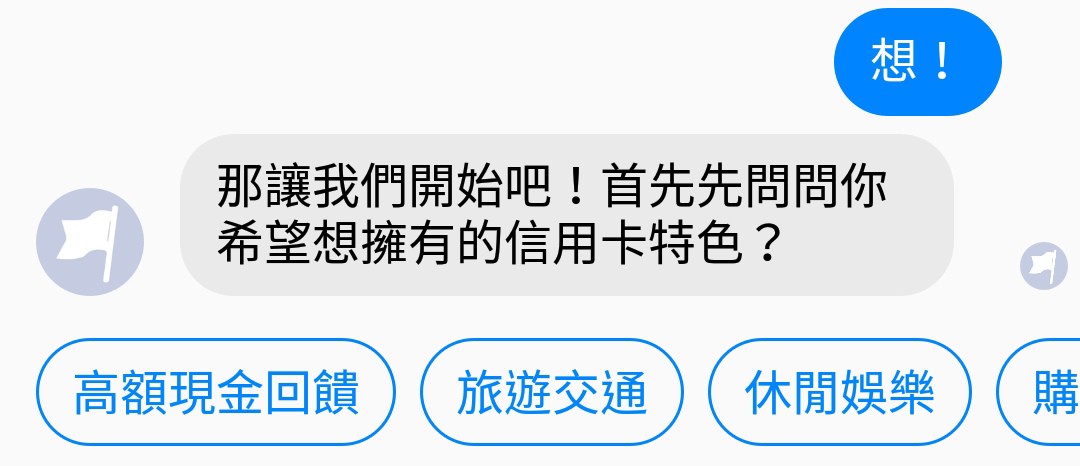 想！
那讓我們開始吧！首先先問問你
希望想擁有的信用卡特色？
高額現金回饋
旅遊交通
休閒娛樂
購